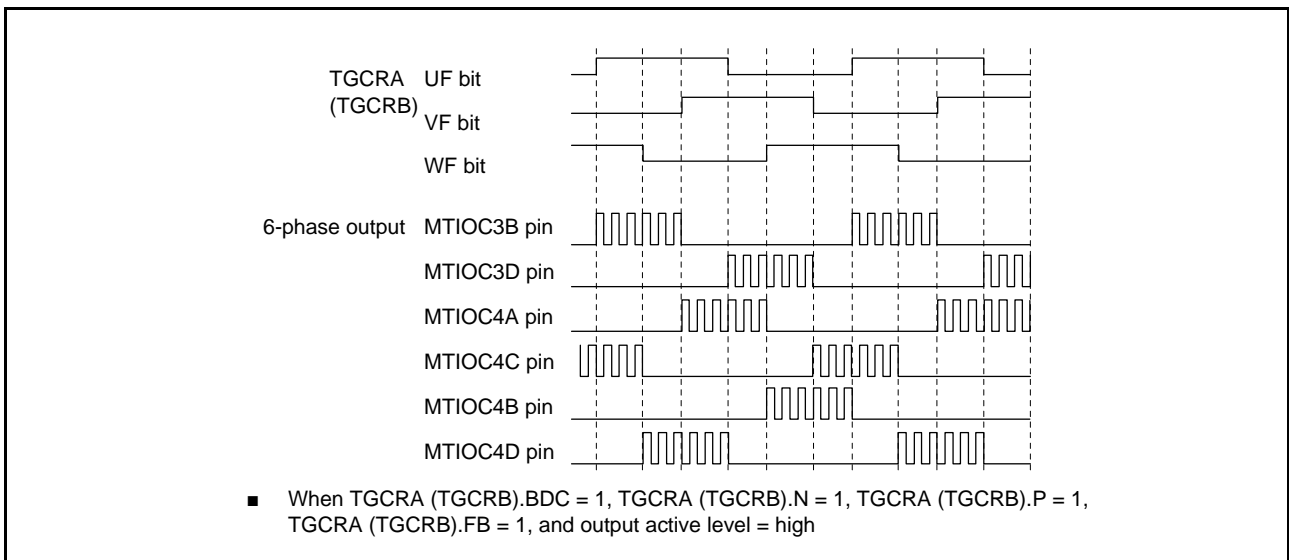 TGCRA UF bit
(TGCRB)
VF bit
WF bit
6-phase output MTIOC3B pin
MTIOC3D pin
MTIOC4A pin
MTIOC4C pin
MTIOC4B pin
MTIOC4D pin
■ When TGCRA (TGCRB).BDC = 1, TGCRA (TGCRB).N = 1, TGCRA (TGCRB).P = 1,
TGCRA (TGCRB).FB = 1, and output active level = high